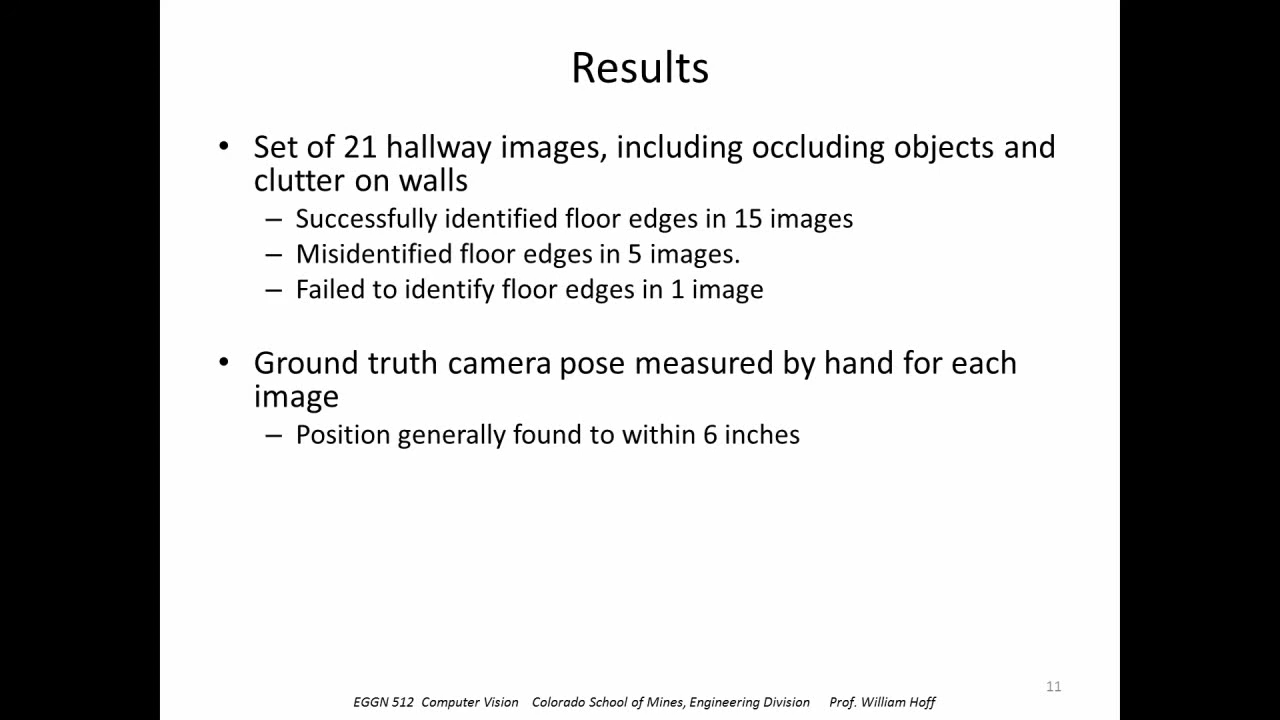 Results
• Set of 21 hallway images, including occluding objects and
clutter on walls
– Successfully identified floor edges in 15 images
– Misidentified floor edges in 5 images.
– Failed to identify floor edges in 1 image
• Ground truth camera pose measured by hand for each
image
– Position generally found to within 6 inches
11
EGGN 512 Computer Vision Colorado School of Mines, Engineering Division Prof. William Hoff